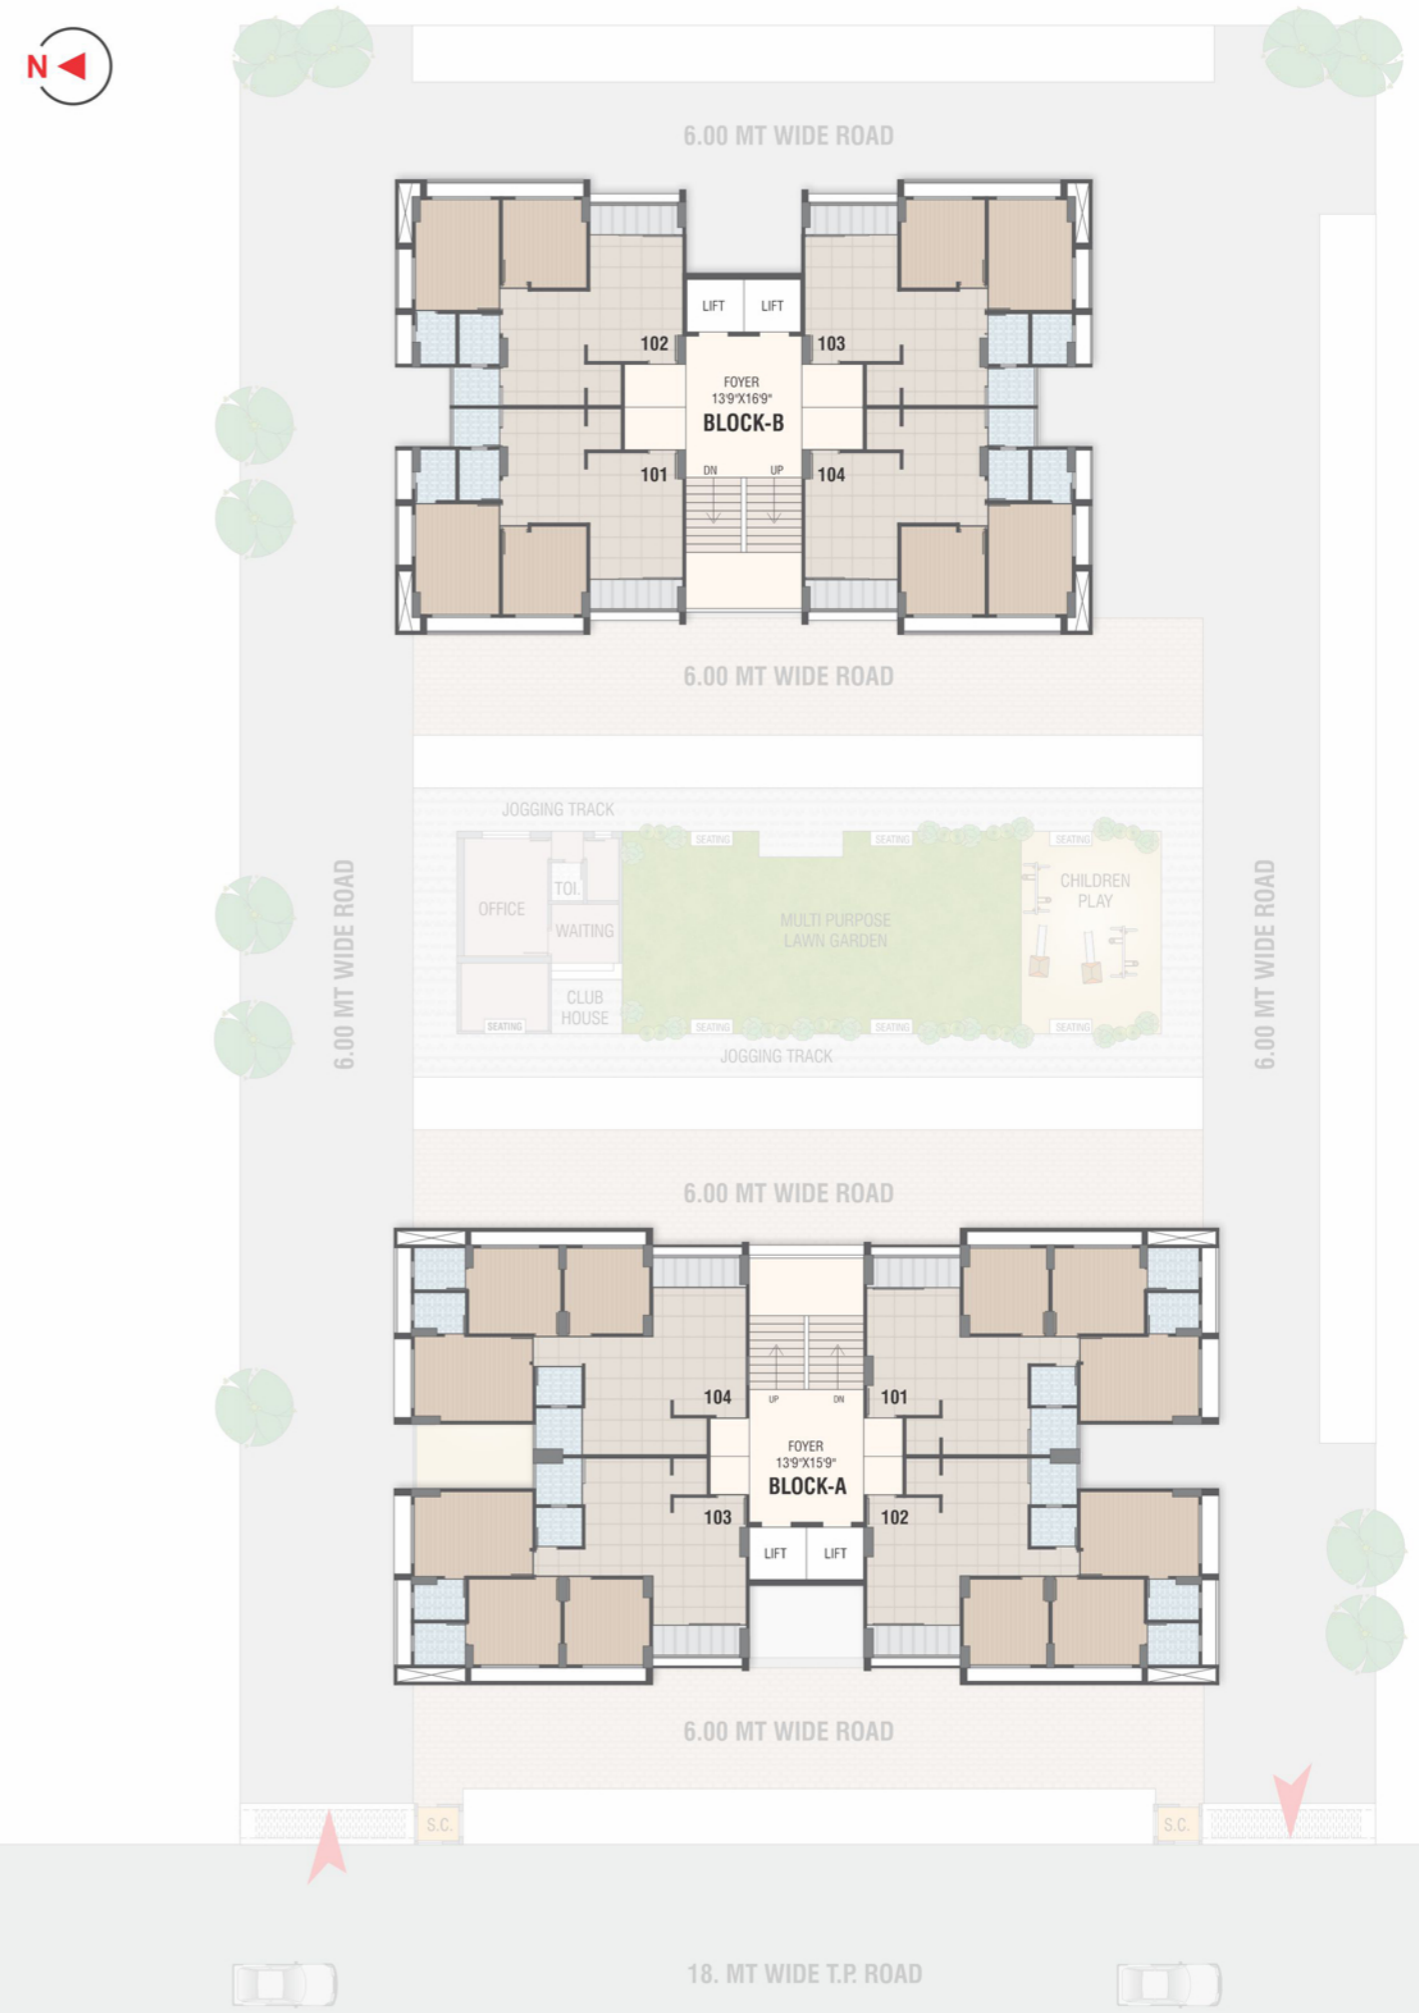 N
6.00 MT WIDE ROAD
LIFT
LIFT
102
103
FOYER
13'9"X16'9"
BLOCK-B
101
DN
UP
104
6.00 MT WIDE ROAD
JOGGING TRACK
SEATING
SEATING
SEATING
TOI.
OFFICE
WAITING
MULTI PURPOSE
LAWN GARDEN
CHILDREN
PLAY
6.00 MT WIDE ROAD
6.00 MT WIDE ROAD
CLUB
HOUSE
SEATING
SEATING
SEATING
SEATING
JOGGING TRACK
6.00 MT WIDE ROAD
104
UP
DN
101
FOYER
13'9"X15'9"
BLOCK-A
103
102
LIFT
LIFT
6.00 MT WIDE ROAD
S.C.
S.C.
18. MT WIDE T.P. ROAD